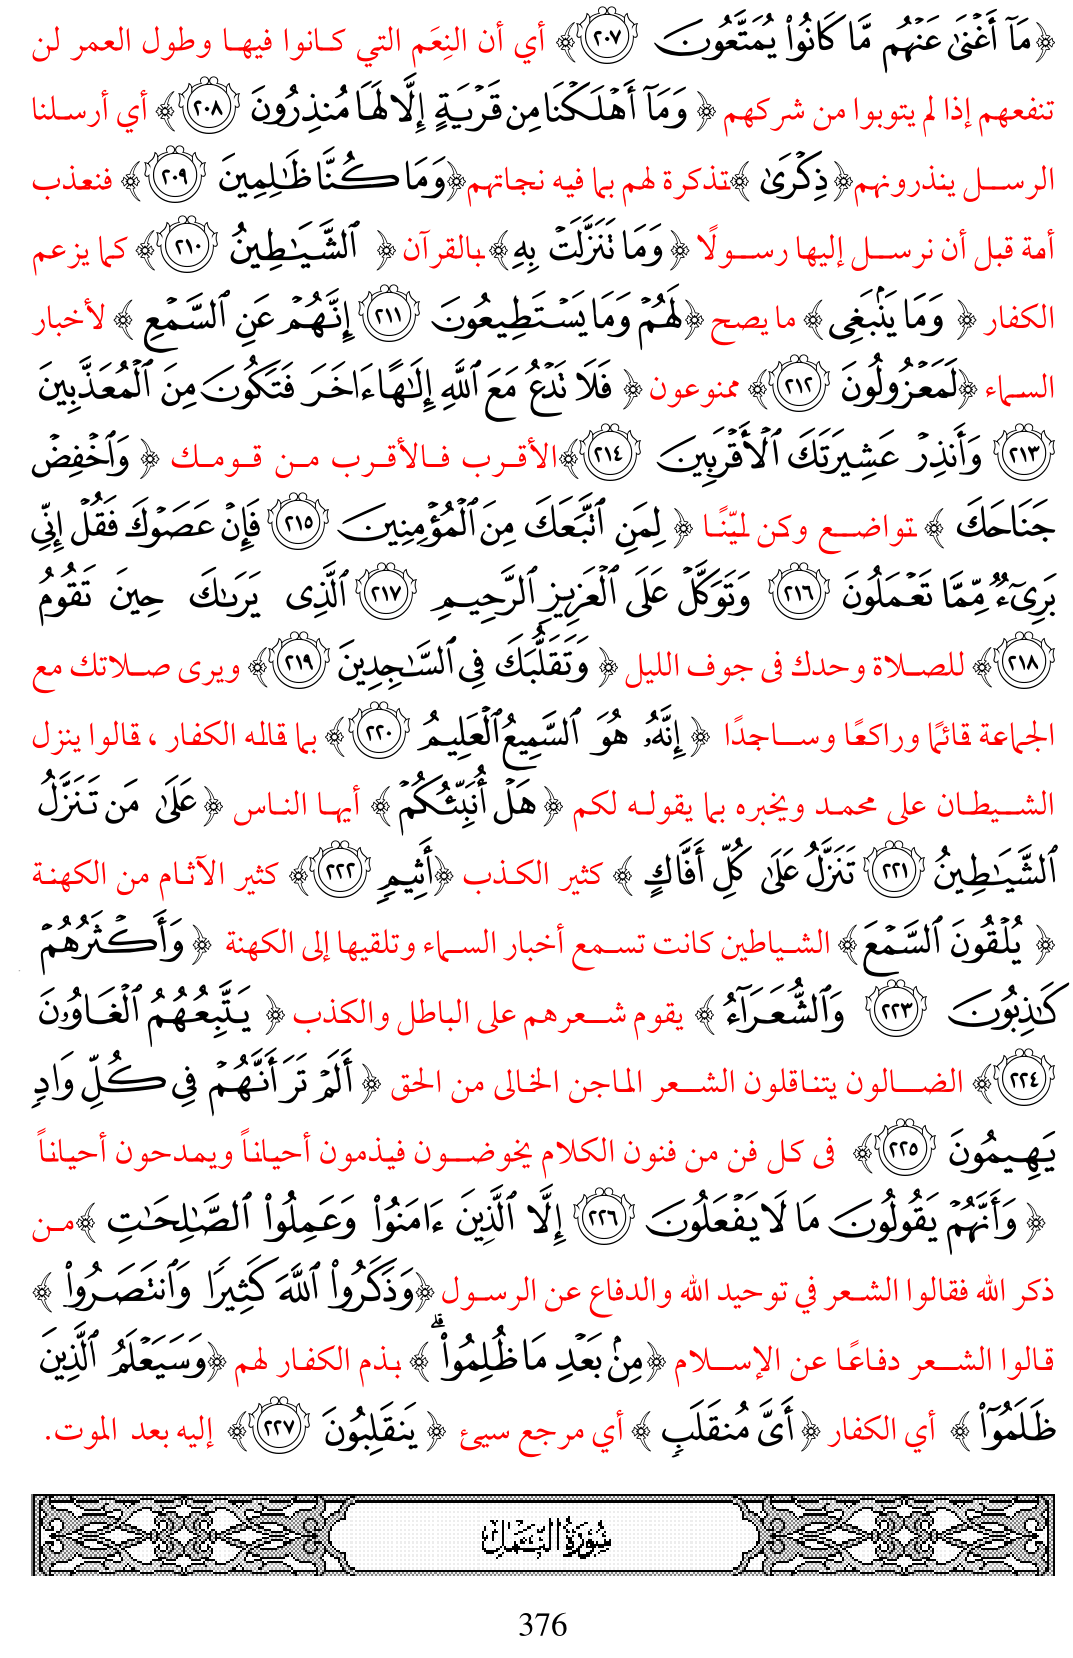 ﴿مَآ أَغْنَىٰ عَنْهُم مَّا كَانُوا۟ يُمَتَّعُونَ ٢٠٧﴾ أي أن النِعَم التي كانوا فيها وطول العمر لن
تنفعهم إذا لم يتوبوا من شركهم ﴿ وَمَآ أَهْلَكْنَا مِن قَرْيَةٍ إِلَّا لَهَا مُنذِرُونَ ٢٠٨﴾ أي أرسلنا
الرسل ينذرونهم﴿ ذِكْرَىٰ ﴾تذكرة لهم بما فيه نجاتهم﴿وَمَا كُنَّا ظَـٰلِمِينَ ٢٠٩﴾ فنعذب
أمة قبل أن نرسل إليها رسولًا ﴿ وَمَا تَنَزَّلَتْ بِهِ﴾بالقرآن ﴿ ٱلشَّيَـٰطِينُ ٢١٠﴾ كما يزعم
الكفار ﴿ وَمَا يَنۢبَغِى﴾ ما يصح ﴿لَهُمْ وَمَا يَسْتَطِيعُونَ ٢١١ إِنَّهُمْ عَنِ ٱلسَّمْعِ ﴾ لأخبار
السماء ﴿لَمَعْزُولُونَ ٢١٢﴾ ممنوعون ﴿ فَلَا تَدْعُ مَعَ ٱللَّهِ إِلَـٰهًا ءَاخَرَ فَتَكُونَ مِنَ ٱلْمُعَذَّبِينَ
٢١٣ وَأَنذِرْ عَشِيرَتَكَ ٱلْأَقْرَبِينَ ٢١٤﴾الأقرب فالأقرب من قومك ﴿ وَٱخْفِضْ
جَنَاحَكَ ﴾ تواضع وكن ليّنًا ﴿ لِمَنِ ٱتَّبَعَكَ مِنَ ٱلْمُؤْمِنِينَ ٢١٥ فَإِنْ عَصَوْكَ فَقُلْ إِنِّى
بَرِىٓءٌ مِّمَّا تَعْمَلُونَ ٢١٦ وَتَوَكَّلْ عَلَى ٱلْعَزِيزِ ٱلرَّحِيمِ ٢١٧ ٱلَّذِى يَرَىٰكَ حِينَ تَقُومُ
٢١٨﴾ للصلاة وحدك فى جوف الليل ﴿ وَتَقَلُّبَكَ فِى ٱلسَّـٰجِدِينَ ٢١٩﴾ ويرى صلاتك مع
الجماعة قائمًا وراكعًا وساجدًا ﴿ إِنَّهُۥ هُوَ ٱلسَّمِيعُ ٱلْعَلِيمُ ٢٢٠﴾ بما قاله الكفار ، قالوا ينزل
الشيطان على محمد ويخبره بما يقوله لكم ﴿ هَلْ أُنَبِّئُكُمْ ﴾ أيها الناس ﴿ عَلَىٰ مَن تَنَزَّلُ
ٱلشَّيَـٰطِينُ ٢٢١ تَنَزَّلُ عَلَىٰ كُلِّ أَفَّاكٍ ﴾ كثير الكذب ﴿أَثِيمٍ ٢٢٢﴾ كثير الآثام من الكهنة
﴿ يُلْقُونَ ٱلسَّمْعَ﴾ الشياطين كانت تسمع أخبار السماء وتلقيها إلى الكهنة ﴿ وَأَكْثَرُهُمْ
كَـٰذِبُونَ ٢٢٣ وَٱلشُّعَرَآءُ ﴾ يقوم شعرهم على الباطل والكذب ﴿ يَتَّبِعُهُمُ ٱلْغَاوُۥنَ
٢٢٤﴾ الضالون يتناقلون الشعر الماجن الخالى من الحق ﴿ أَلَمْ تَرَ أَنَّهُمْ فِى كُلِّ وَادٍ
يَهِيمُونَ ٢٢٥﴾ فى كل فن من فنون الكلام يخوضون فيذمون أحياناً ويمدحون أحياناً
﴿ وَأَنَّهُمْ يَقُولُونَ مَا لَا يَفْعَلُونَ ٢٢٦ إِلَّا ٱلَّذِينَ ءَامَنُوا۟ وَعَمِلُوا۟ ٱلصَّـٰلِحَـٰتِ ﴾من
ذكر الله فقالوا الشعر في توحيد الله والدفاع عن الرسول ﴿وَذَكَرُوا۟ ٱللَّهَ كَثِيرًا وَٱنتَصَرُوا۟ ﴾
قالوا الشعر دفاعًا عن الإسلام ﴿مِنۢ بَعْدِ مَا ظُلِمُوا۟ ۗ ﴾ بذم الكفار لهم ﴿وَسَيَعْلَمُ ٱلَّذِينَ
ظَلَمُوٓا۟ ﴾ أي الكفار ﴿ أَىَّ مُنقَلَبٍ ﴾ أي مرجع سيئ ﴿ يَنقَلِبُونَ ٢٢٧﴾ إليه بعد الموت.
سُورَةُ النَّمْلِ
376